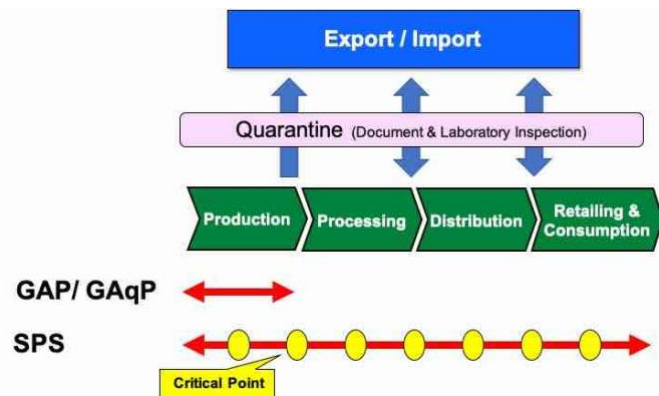 Export / Import
Quarantine (Document & Laboratory Inspection)
Production
Processing
Distribution
Retailing &
Consumption
GAP/ GAqP
SPS
Critical Point